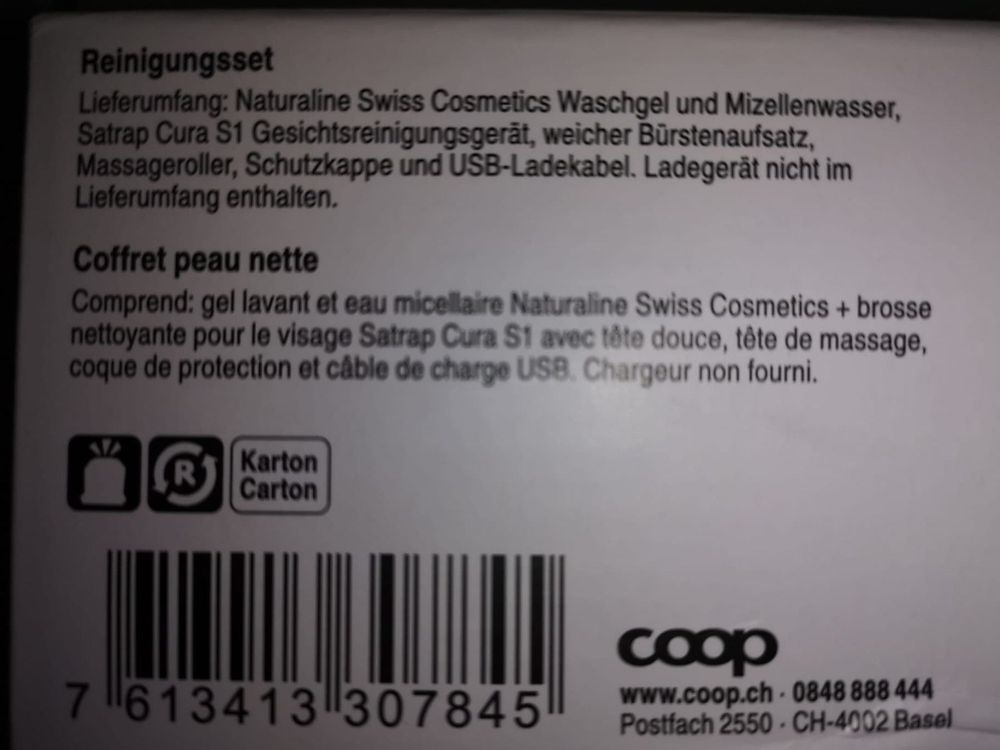 Reinigungsset
Lieferumfang: Naturaline Swiss Cosmetics Waschgel und Mizellenwasser,
Satrap Cura S1 Gesichtsreinigungsgerät, weicher Bürstenaufsatz,
Massageroller, Schutzkappe und USB-Ladekabel. Ladegerät nicht im
Lieferumfang enthalten.
Coffret peau nette
Comprend: gel lavant et eau micellaire Naturaline Swiss Cosmetics + brosse
nettoyante pour le visage Satrap Cura S1 avec tête douce, tête de massage,
coque de protection et câble de charge USB. Chargeur non fourni.
R
Karton
Carton
7 613413 307845
coop
www.coop.ch · 0848 888 444
Postfach 2550 · CH-4002 Basel